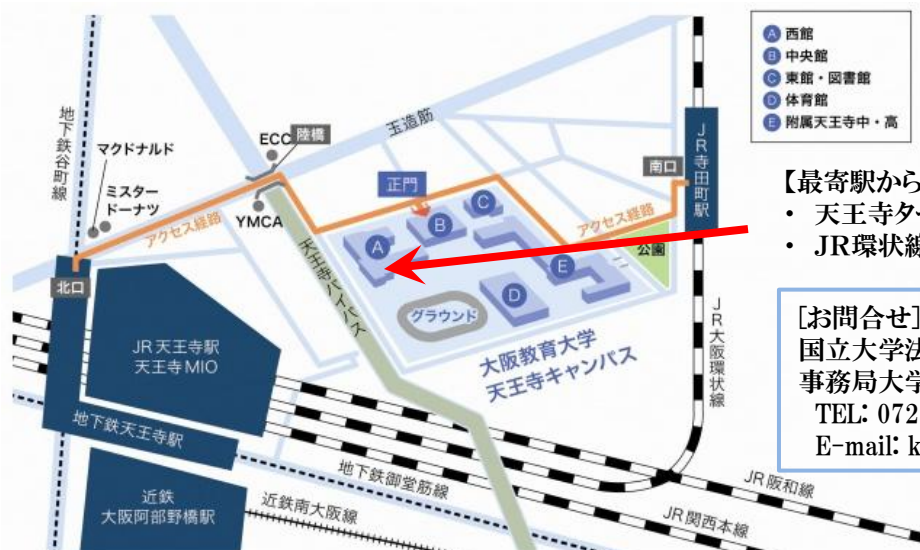 A 西館
B 中央館
C 東館・図書館
D 体育館
E 附属天王寺中・高
玉造筋
地下鉄谷町線
マクドナルド
ミスター
ドーナツ
ECC
陸橋
YMCA
アクセス経路
正門
南口
JR寺田町駅
アクセス経路
公園
A
B
C
D
E
グラウンド
天王寺バイパス
大阪教育大学
天王寺キャンパス
北口
JR天王寺駅
天王寺MIO
地下鉄天王寺駅
近鉄
大阪阿部野橋駅
地下鉄御堂筋線
近鉄南大阪線
JR大阪環状線
JR阪和線
JR関西本線
【最寄駅から
・ 天王寺タ
・ JR環状線
[お問合せ]
国立大学法
事務局大学
TEL: 072
E-mail: k